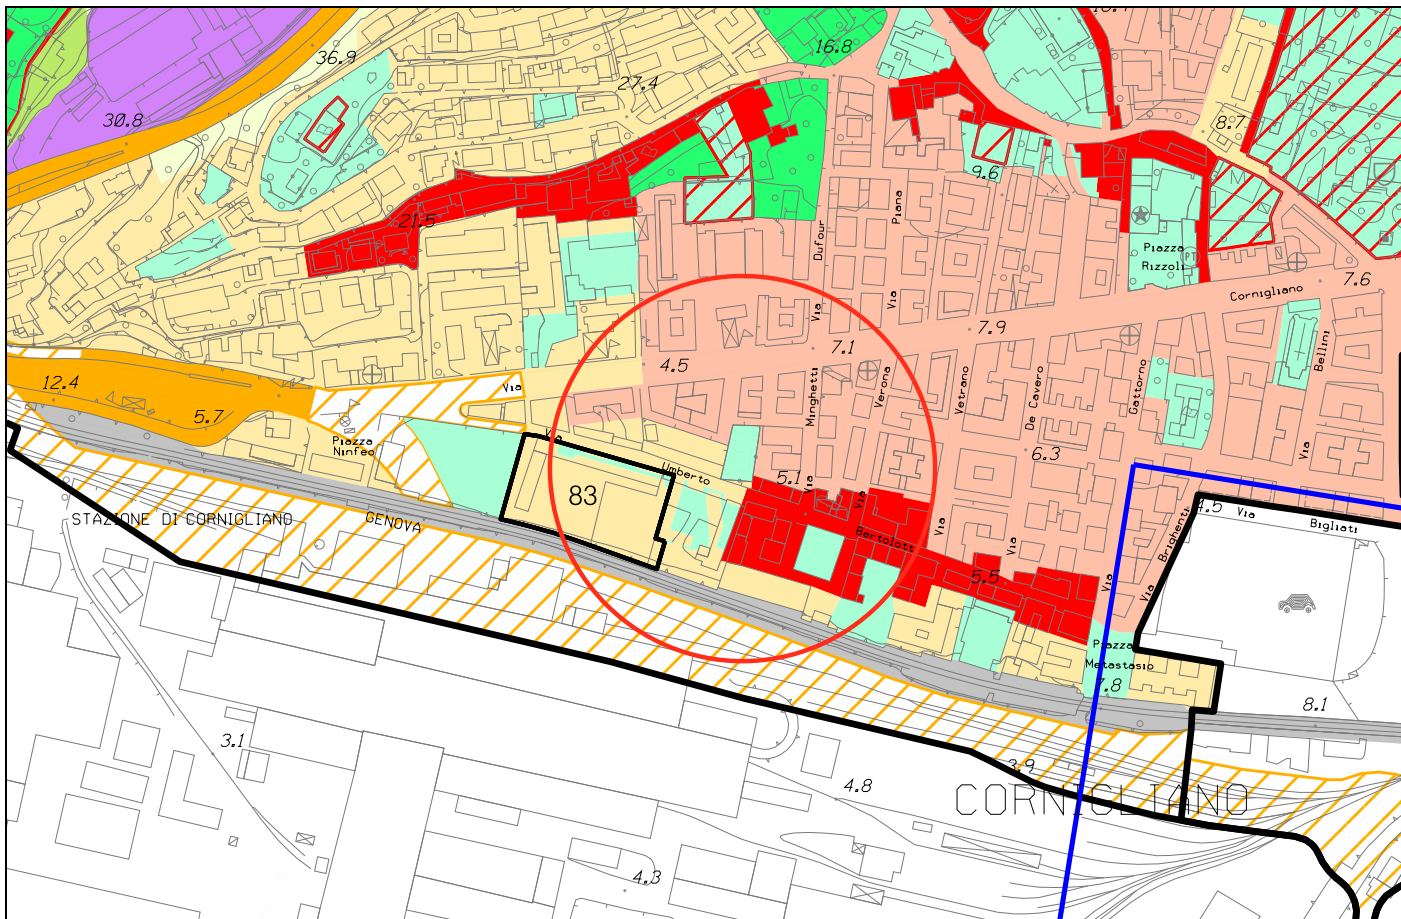 16.8
36.9
27.4
30.8
8.7
9.6
M
Piana
21.5
Dufour
Piazza
Rizzoli
PT
7.6
Cornigliano
Via
Via
7.9
7.1
4.5
Bellini
12.4
Via
Minghetti
Verona
Vetrano
De Cavero
Gattorno
5.7
Piazza
Ninfeo
Via
Umberto
5.1
6.3
Via
83
Via
Via
4.5
Via
Bigliati
STAZIONE DI CORNIGLIANO
GENOVA
Bertolotti
Via
Via
Brighenti
5.5
Via
Via
Piazza
Metastasio
7.8
8.1
3.1
3.9
4.8
CORNIGLIANO
4.3